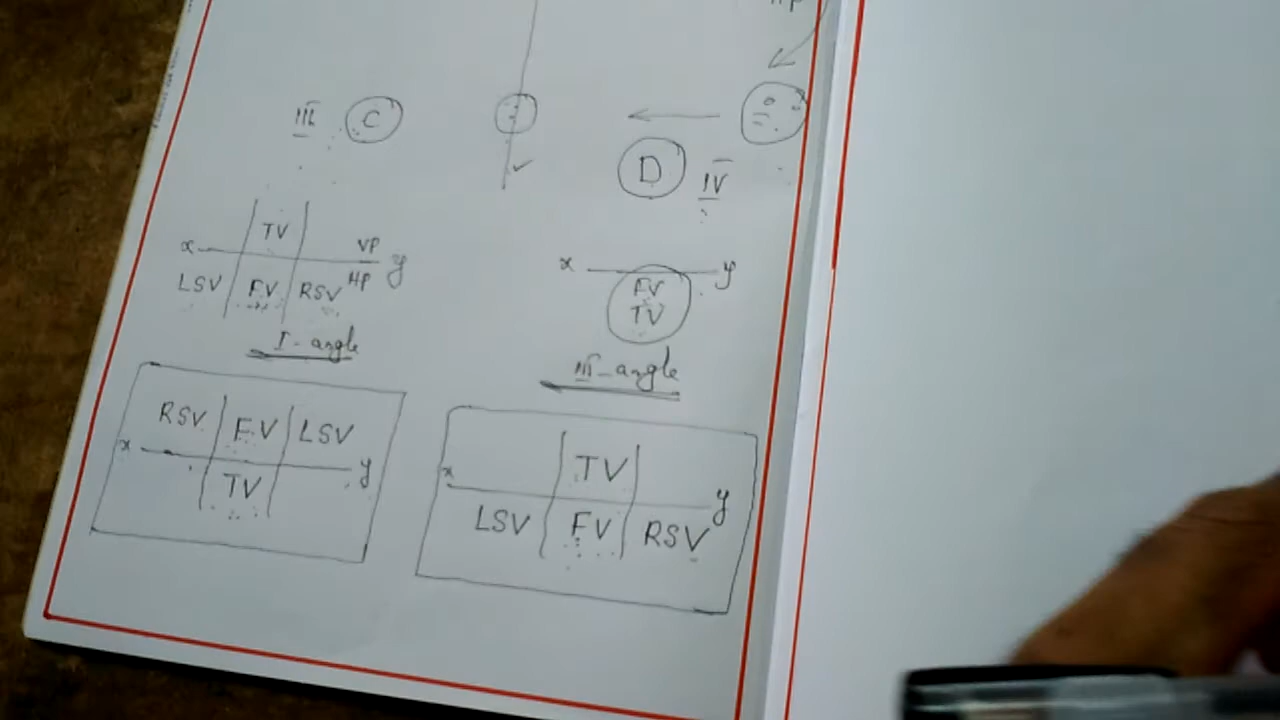 HP
III C
D IV
TV
x VP y
LSV FV RSV HP
x y
FV
TV
I - angle
III - angle
RSV FV LSV
x y
TV
TV
x y
LSV FV RSV